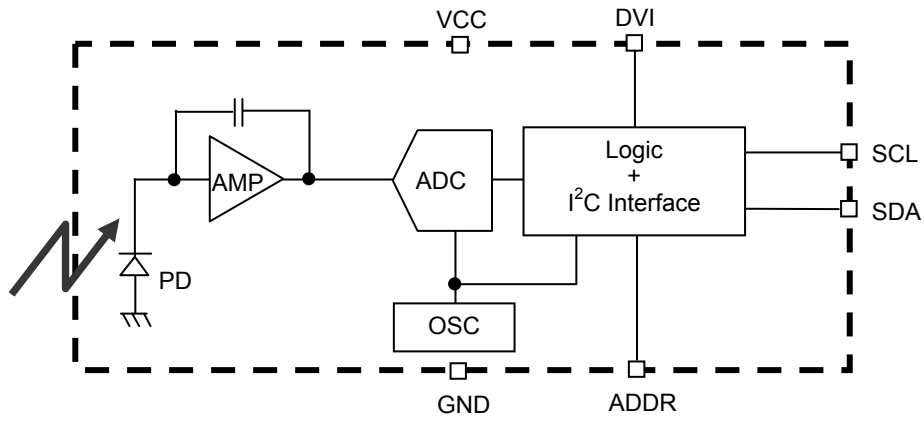 VCC
DVI
AMP
ADC
Logic
+
I²C Interface
SCL
SDA
PD
OSC
GND
ADDR